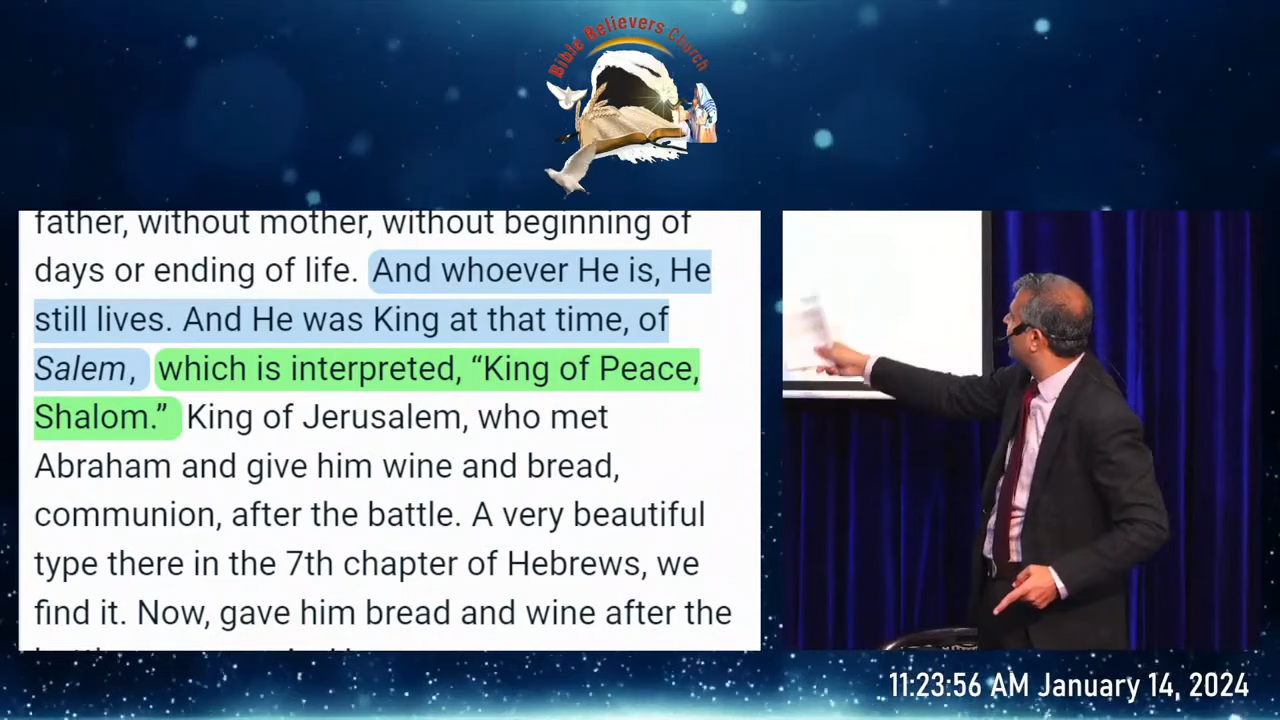 Bible Believers Church
father, without mother, without beginning of
days or ending of life. And whoever He is, He
still lives. And He was King at that time, of
Salem, which is interpreted, “King of Peace,
Shalom.” King of Jerusalem, who met
Abraham and give him wine and bread,
communion, after the battle. A very beautiful
type there in the 7th chapter of Hebrews, we
find it. Now, gave him bread and wine after the
11:23:56 AM January 14, 2024